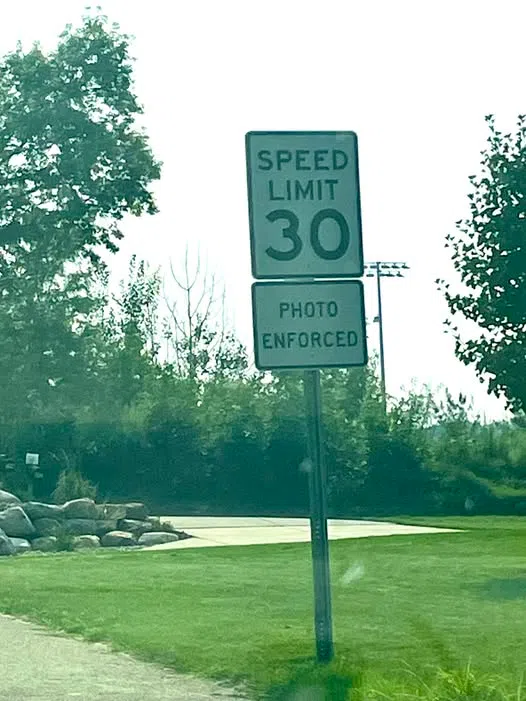 SPEED
LIMIT
30
PHOTO
ENFORCED